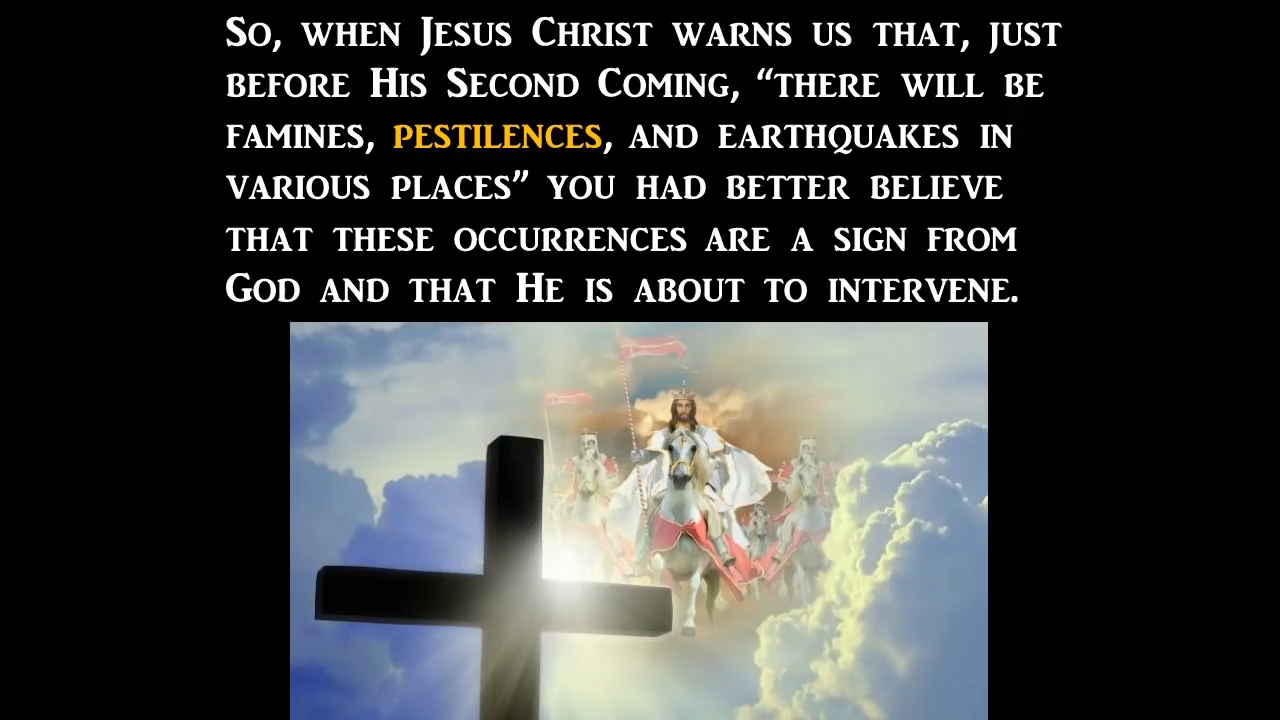 So, when Jesus Christ warns us that, just
before His Second Coming, “there will be
famines, pestilences, and earthquakes in
various places” you had better believe
that these occurrences are a sign from
God and that He is about to intervene.